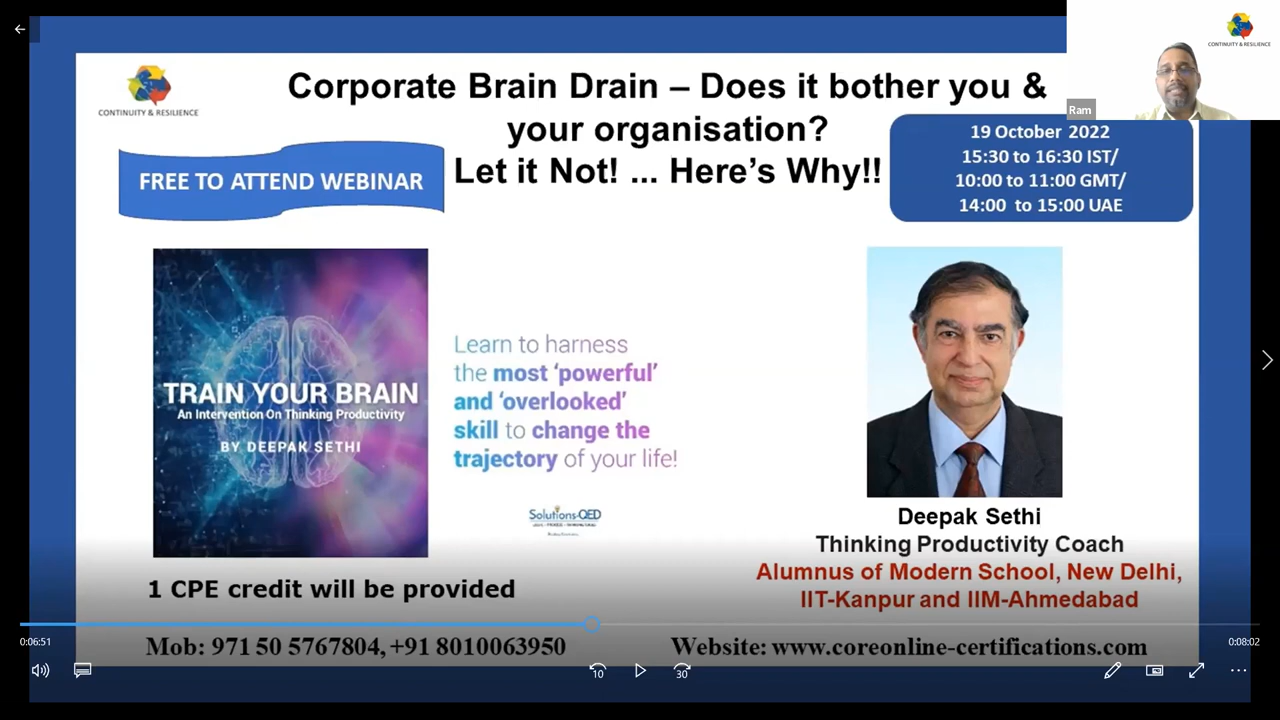 CONTINUITY & RESILIENCE
Ram
CONTINUITY & RESILIENCE
Corporate Brain Drain – Does it bother you &
your organisation?
Let it Not! ... Here's Why!!
FREE TO ATTEND WEBINAR
19 October 2022
15:30 to 16:30 IST/
10:00 to 11:00 GMT/
14:00 to 15:00 UAE
TRAIN YOUR BRAIN
An Intervention On Thinking Productivity
BY DEEPAK SETHI
Learn to harness
the most 'powerful'
and 'overlooked'
skill to change the
trajectory of your life!
Solutions-QED
Deepak Sethi
Thinking Productivity Coach
Alumnus of Modern School, New Delhi,
IIT-Kanpur and IIM-Ahmedabad
1 CPE credit will be provided
Mob: 971 50 5767804, +91 8010063950
Website: www.coreonline-certifications.com
0:06:51
0:08:02
10
30